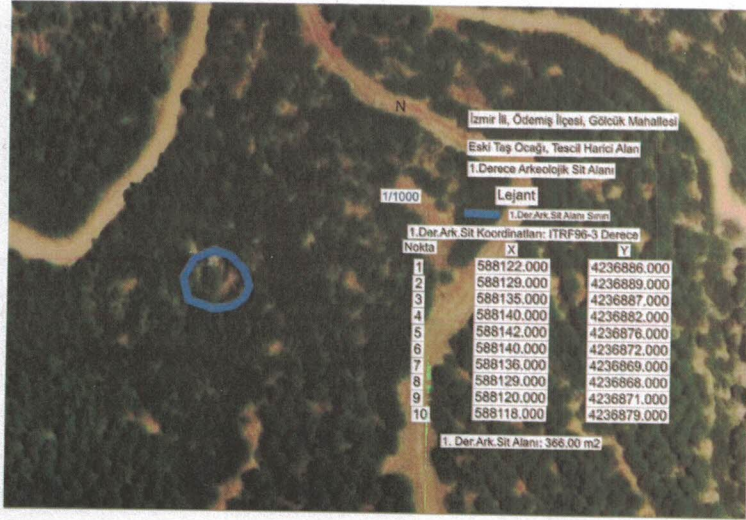 N
İzmir İli, Ödemiş İlçesi, Gölcük Mahallesi
Eski Taş Ocağı, Tescil Harici Alan
1.Derece Arkeolojik Sit Alanı
1/1000
Lejant
1.Der.Ark.Sit Alanı Sınırı
1.Der.Ark.Sit Koordinatları: ITRF96-3 Derece
Nokta X Y
1 588122.000 4236886.000
2 588129.000 4236889.000
3 588135.000 4236887.000
4 588140.000 4236882.000
5 588142.000 4236876.000
6 588140.000 4236872.000
7 588136.000 4236869.000
8 588129.000 4236868.000
9 588120.000 4236871.000
10 588118.000 4236879.000
1. Der.Ark.Sit Alanı: 366.00 m2